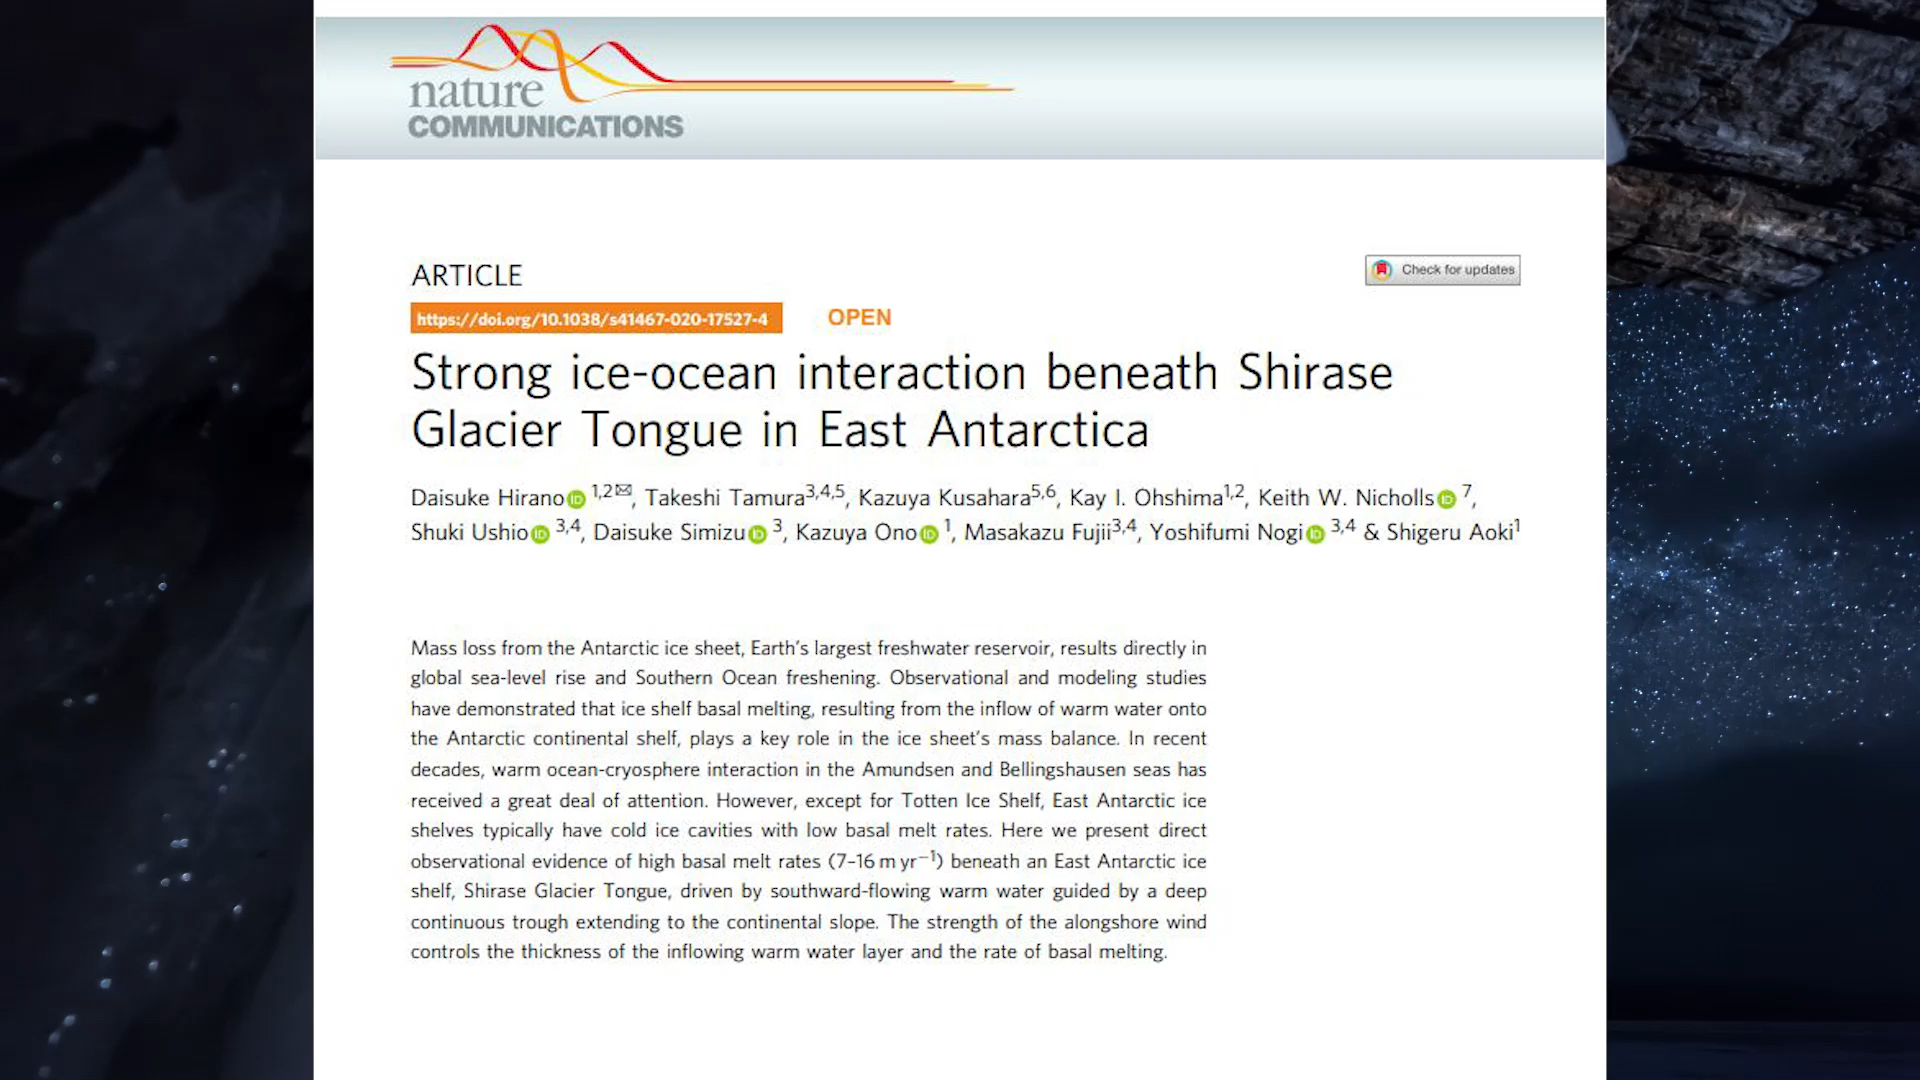 nature
COMMUNICATIONS
ARTICLE
Check for updates
https://doi.org/10.1038/s41467-020-17527-4
OPEN
Strong ice-ocean interaction beneath Shirase
Glacier Tongue in East Antarctica
Daisuke Hirano iD 1,2✉, Takeshi Tamura3,4,5, Kazuya Kusahara5,6, Kay I. Ohshima1,2, Keith W. Nicholls iD 7,
Shuki Ushio iD 3,4, Daisuke Simizu iD 3, Kazuya Ono iD 1, Masakazu Fujii3,4, Yoshifumi Nogi iD 3,4 & Shigeru Aoki1
Mass loss from the Antarctic ice sheet, Earth's largest freshwater reservoir, results directly in
global sea-level rise and Southern Ocean freshening. Observational and modeling studies
have demonstrated that ice shelf basal melting, resulting from the inflow of warm water onto
the Antarctic continental shelf, plays a key role in the ice sheet's mass balance. In recent
decades, warm ocean-cryosphere interaction in the Amundsen and Bellingshausen seas has
received a great deal of attention. However, except for Totten Ice Shelf, East Antarctic ice
shelves typically have cold ice cavities with low basal melt rates. Here we present direct
observational evidence of high basal melt rates (7–16 m yr−1) beneath an East Antarctic ice
shelf, Shirase Glacier Tongue, driven by southward-flowing warm water guided by a deep
continuous trough extending to the continental slope. The strength of the alongshore wind
controls the thickness of the inflowing warm water layer and the rate of basal melting.